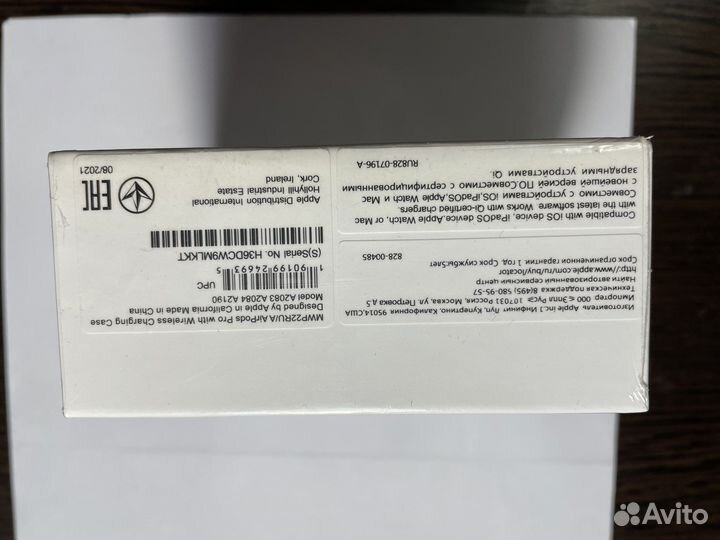 MWP22RU/A AirPods Pro with Wireless Charging Case
Designed by Apple in California Made in China
Model A2083 A2084 A2190
UPC
1 90199 24693 5
(S)Serial No. H36DCW9MLKKT
Apple Distribution International
Hollyhill Industrial Estate
Cork, Ireland
08/2021
EAC
Изготовитель Apple inc.1 Инфинит Луп, Купертино, Калифорния
95014,США
Импортер ООО «Эппл Рус» 107031 Россия, Москва, ул. Петровка д.5
Техническая поддержка 8(495) 580-95-57
Найти авторизованный сервисный центр
http://www.apple.com/ru/buy/locator
Срок ограниченной гарантии 1 год. Срок службы:5лет
828-00485
Compatible with iOS device, iPadOS device,Apple Watch, or Mac
with the latest software Works with Qi-certified chargers.
Совместимо с устройством iOS,iPadOS,Apple Watch и Mac
с новейшей версией ПО.Совместимо с сертифицированными
зарядными устройствами Qi.
RU828-07196-A
Avito